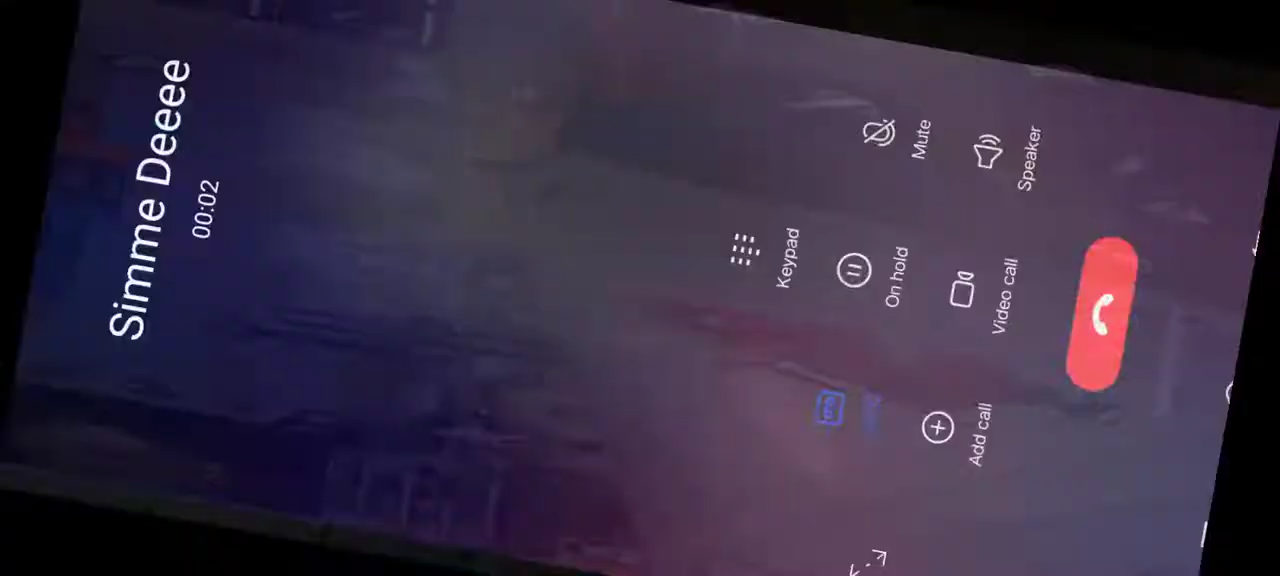 Simme Deeee
00:02
Keypad
Mute
On hold
Speaker
Video call
Add call